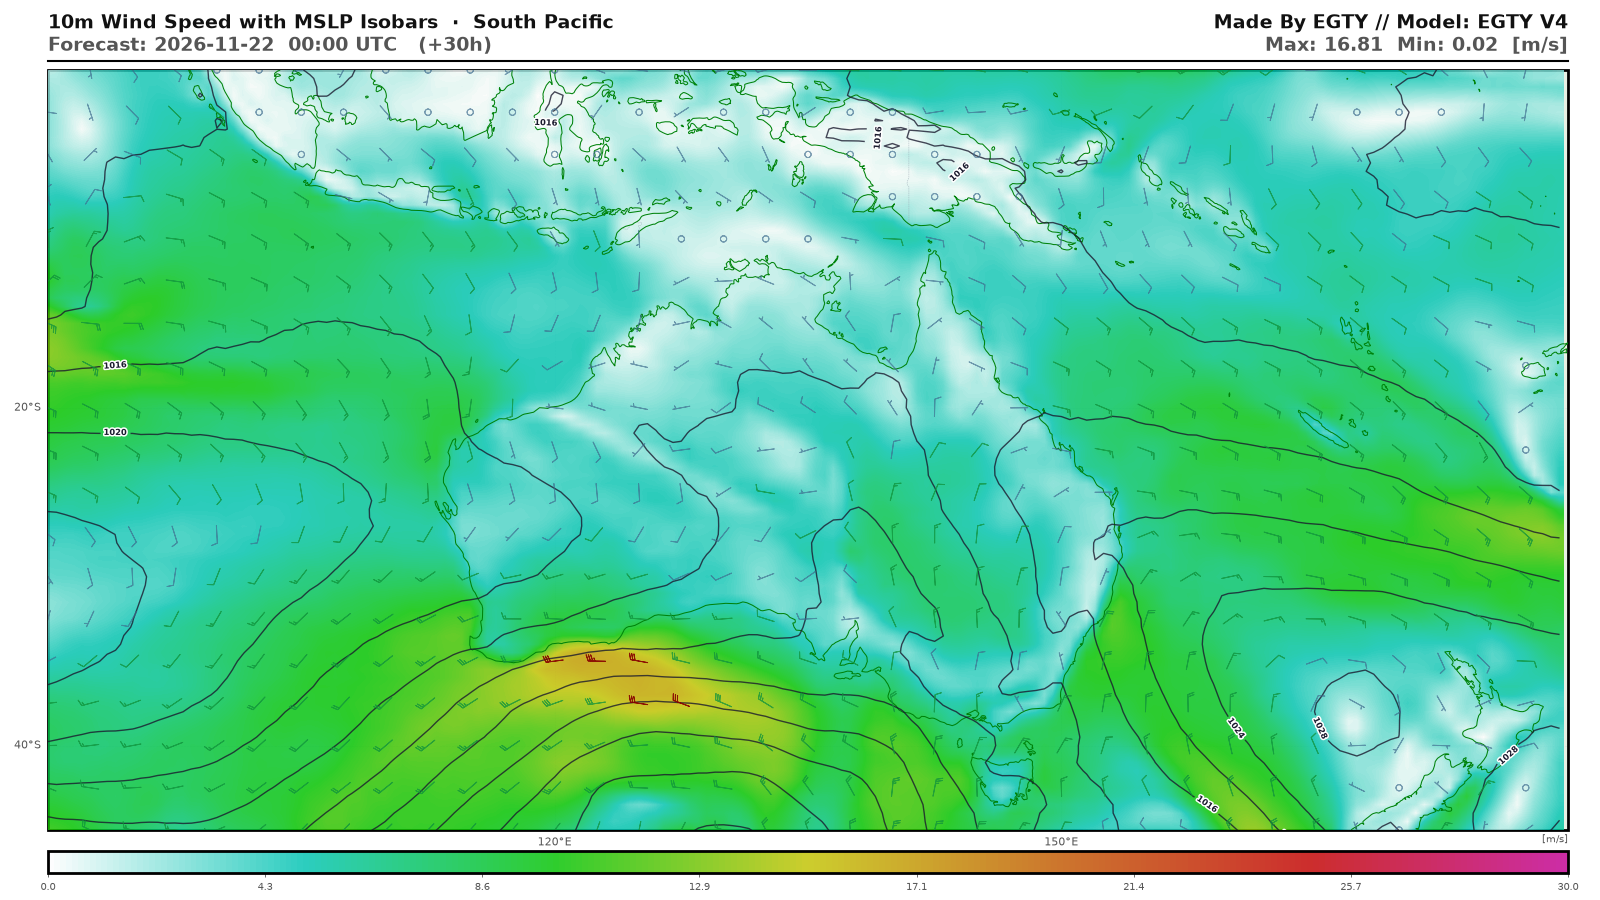 10m Wind Speed with MSLP Isobars · South Pacific
Made By EGTY // Model: EGTY V4
Forecast: 2026-11-22 00:00 UTC (+30h)
Max: 16.81 Min: 0.02 [m/s]
1016
1016
1016
1016
20°S
1020
1024
1028
40°S
1028
1016
120°E
150°E
[m/s]
0.0
4.3
8.6
12.9
17.1
21.4
25.7
30.0